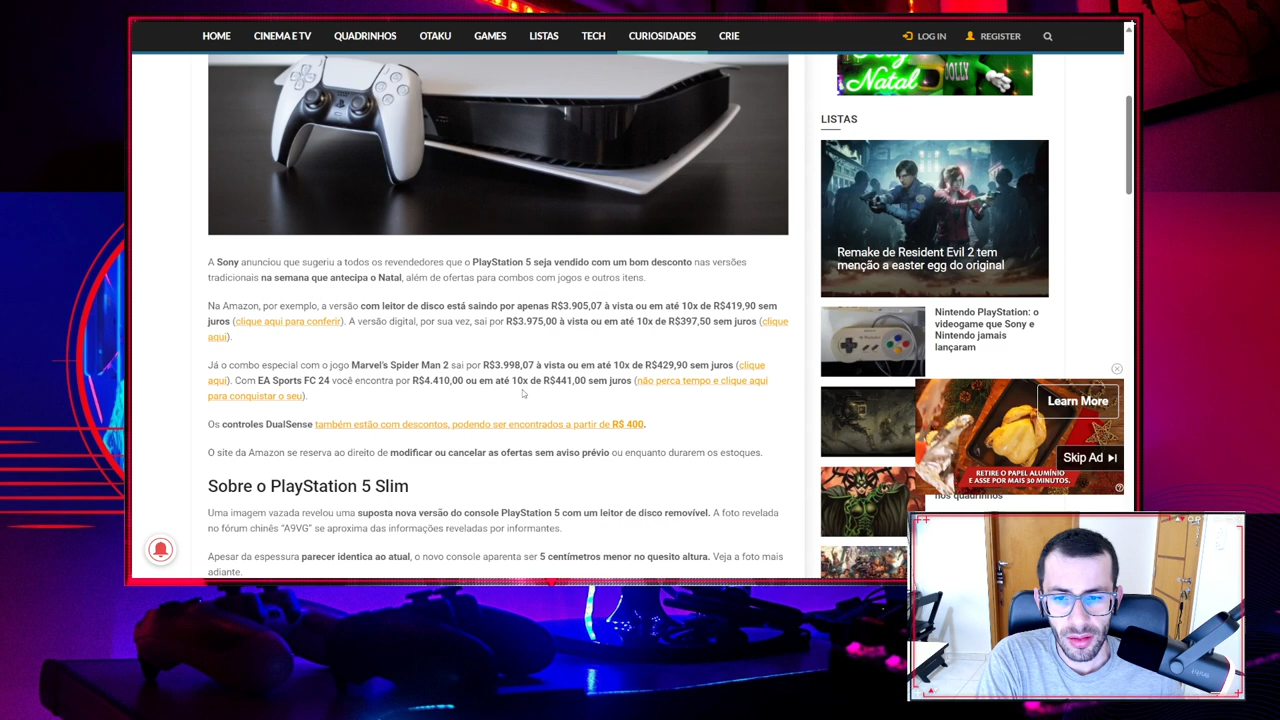 HOME CINEMA E TV QUADRINHOS OTAKU GAMES LISTAS TECH CURIOSIDADES CRIE LOG IN REGISTER
Natal
JOLLY
LISTAS
Remake de Resident Evil 2 tem
menção a easter egg do original
Nintendo PlayStation: o
videogame que Sony e
Nintendo jamais
lançaram
A Sony anunciou que sugeriu a todos os revendedores que o PlayStation 5 seja vendido com um bom desconto nas versões
tradicionais na semana que antecipa o Natal, além de ofertas para combos com jogos e outros itens.
Na Amazon, por exemplo, a versão com leitor de disco está saindo por apenas R$3.905,07 à vista ou em até 10x de R$419,90 sem
juros (clique aqui para conferir). A versão digital, por sua vez, sai por R$3.975,00 à vista ou em até 10x de R$397,50 sem juros (clique
aqui).
Já o combo especial com o jogo Marvel's Spider Man 2 sai por R$3.998,07 à vista ou em até 10x de R$429,90 sem juros (clique
aqui). Com EA Sports FC 24 você encontra por R$4.410,00 ou em até 10x de R$441,00 sem juros (não perca tempo e clique aqui
para conquistar o seu).
Os controles DualSense também estão com descontos, podendo ser encontrados a partir de R$ 400.
O site da Amazon se reserva ao direito de modificar ou cancelar as ofertas sem aviso prévio ou enquanto durarem os estoques.
Sobre o PlayStation 5 Slim
Uma imagem vazada revelou uma suposta nova versão do console PlayStation 5 com um leitor de disco removível. A foto revelada
no fórum chinês “A9VG” se aproxima das informações reveladas por informantes.
Apesar da espessura parecer identica ao atual, o novo console aparenta ser 5 centímetros menor no quesito altura. Veja a foto mais
adiante.
Learn More
Skip Ad
RETIRE O PAPEL ALUMÍNIO
E ASSE POR MAIS 30 MINUTOS.
nos quadrinhos